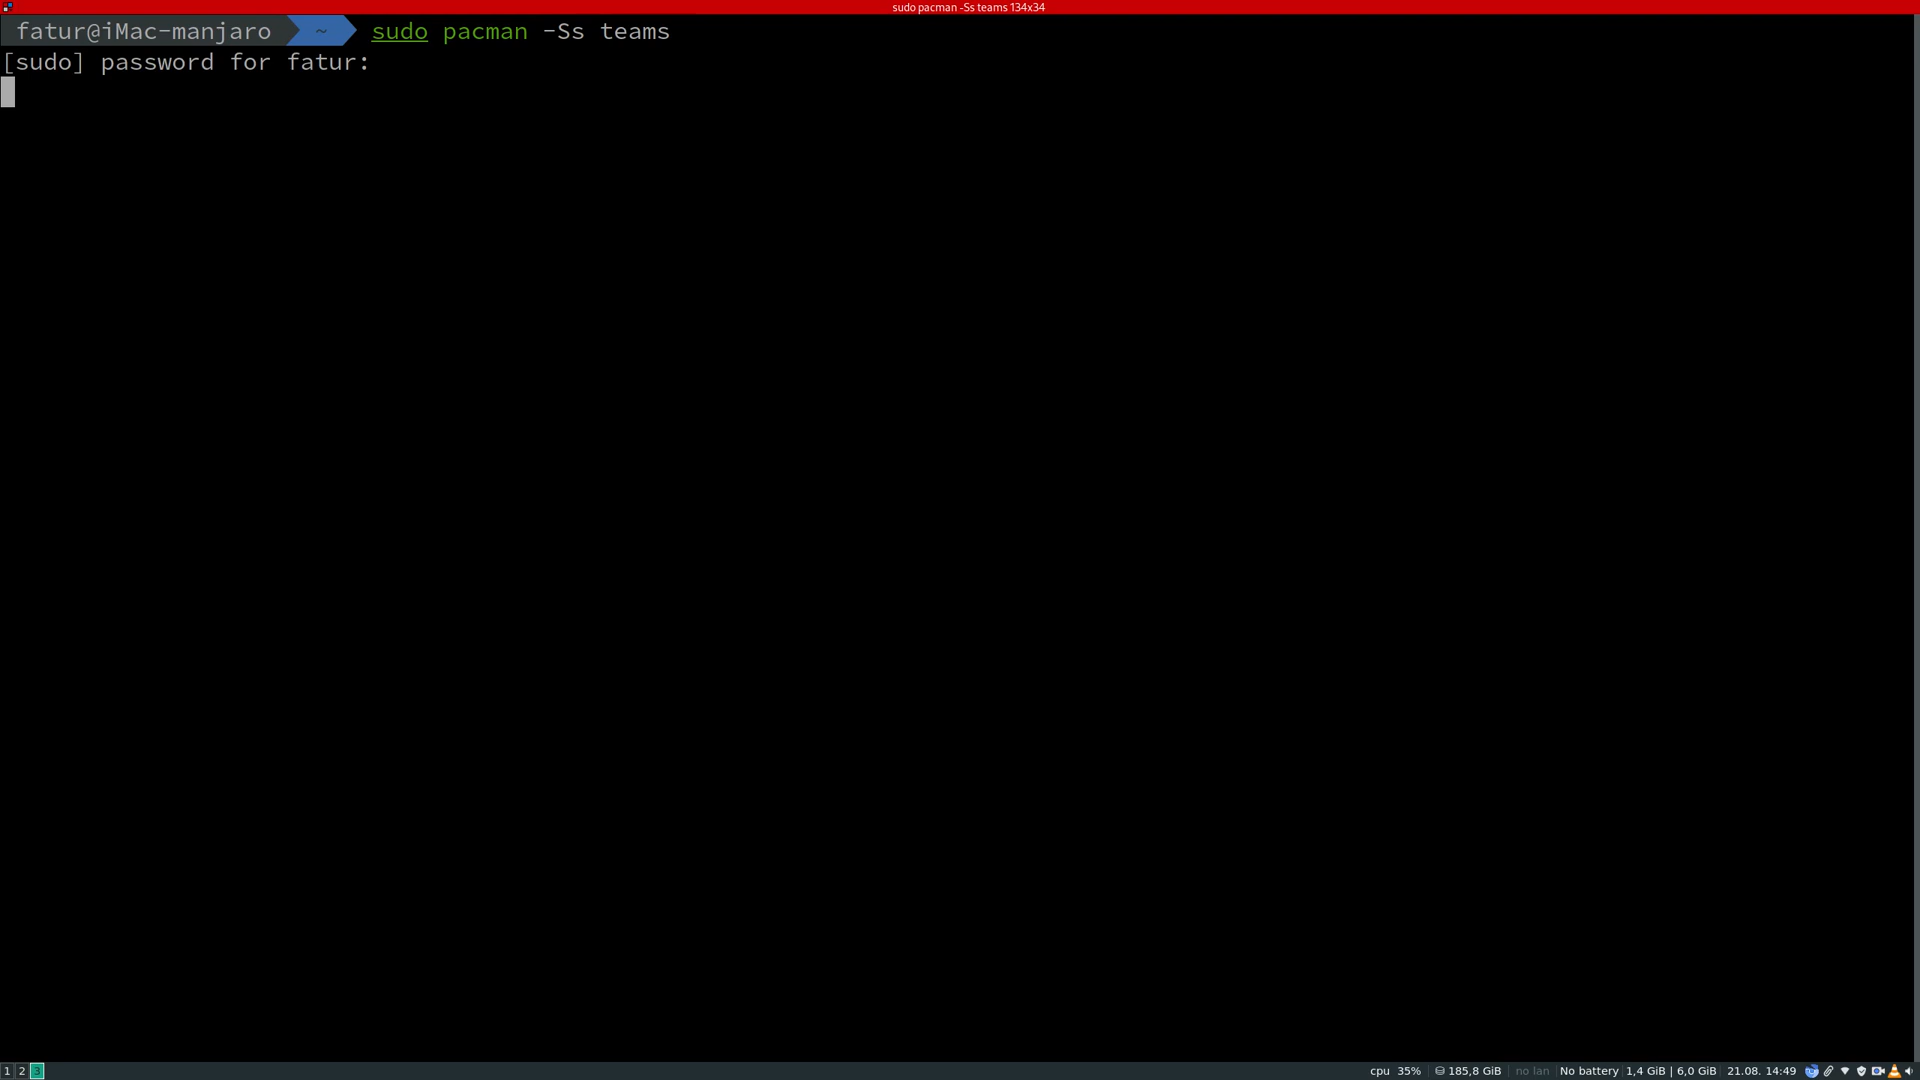 sudo pacman -Ss teams 134x34
fatur@iMac-manjaro ~ sudo pacman -Ss teams
[sudo] password for fatur:
1 2 3 cpu 35% 185,8 GiB no lan No battery 1,4 GiB | 6,0 GiB 21.08. 14:49